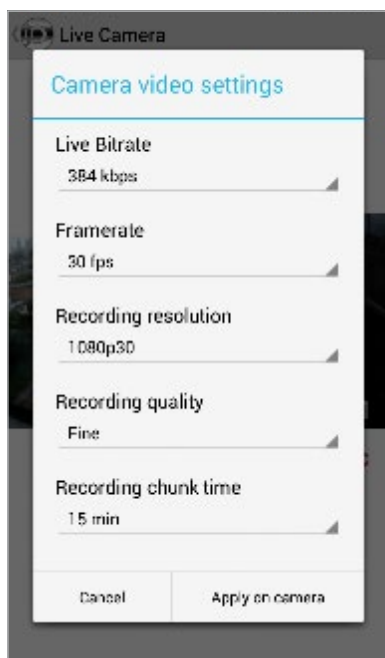 Live Camera
Camera video settings
Live Bitrate
384 kbps
Framerate
30 fps
Recording resolution
1080p30
Recording quality
Fine
Recording chunk time
15 min
Cancel
Apply on camera